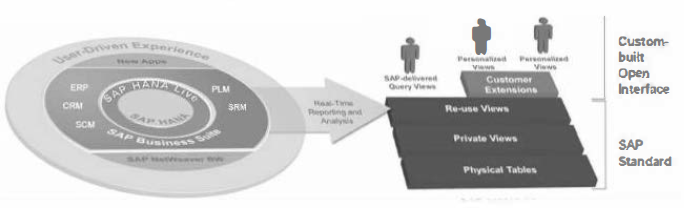 User-Driven Experience
New Apps
ERP
CRM
SCM
PLM
SRM
SAP HANA Live
SAP HANA
SAP Business Suite
SAP NetWeaver BW
Real-Time
Reporting and
Analysis
SAP-delivered
Query Views
Personalized
Views
Personalized
Views
Customer
Extensions
Re-use Views
Private Views
Physical Tables
Custom-
built
Open
Interface
SAP
Standard